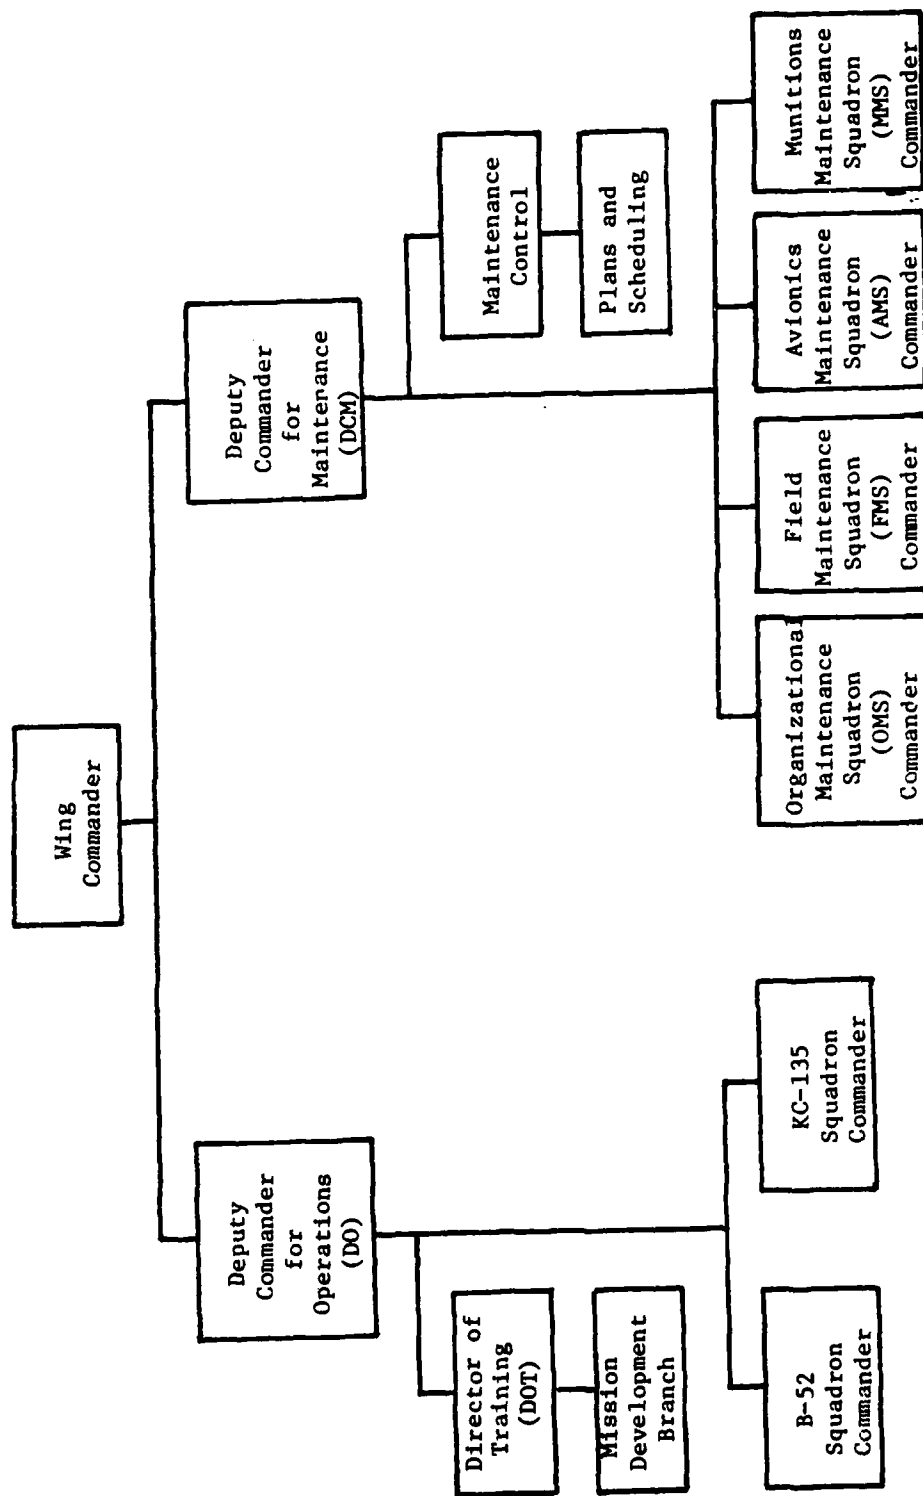 Wing
Commander
Deputy
Commander
for
Operations
(DO)
Deputy
Commander
for
Maintenance
(DCM)
Director of
Training
(DOT)
Mission
Development
Branch
Maintenance
Control
Plans and
Scheduling
B-52
Squadron
Commander
KC-135
Squadron
Commander
Organizational
Maintenance
Squadron
(OMS)
Commander
Field
Maintenance
Squadron
(FMS)
Commander
Avionics
Maintenance
Squadron
(AMS)
Commander
Munitions
Maintenance
Squadron
(MMS)
Commander